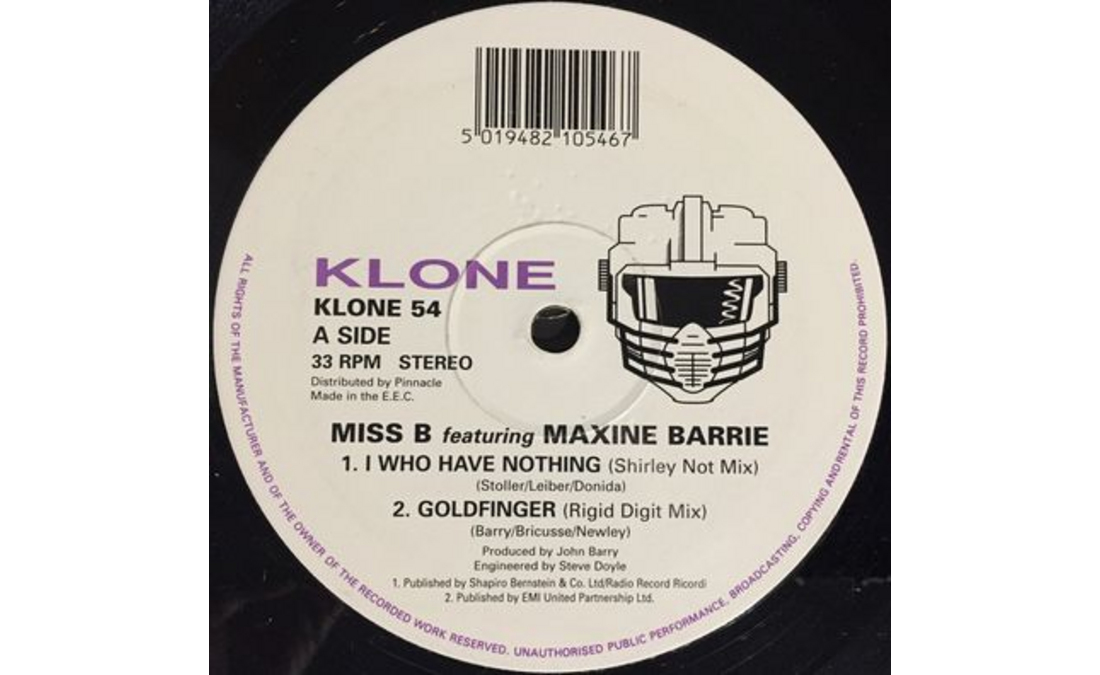 5 019482 105467
KLONE
KLONE 54
A SIDE
33 RPM STEREO
Distributed by Pinnacle
Made in the E.E.C.
MISS B featuring MAXINE BARRIE
1. I WHO HAVE NOTHING (Shirley Not Mix)
(Stoller/Leiber/Donida)
2. GOLDFINGER (Rigid Digit Mix)
(Barry/Bricusse/Newley)
Produced by John Barry
Engineered by Steve Doyle
1. Published by Shapiro Bernstein & Co. Ltd/Radio Record Ricordi
2. Published by EMI United Partnership Ltd.
ALL RIGHTS OF THE MANUFACTURER AND OF THE OWNER OF THE RECORDED WORK RESERVED. UNAUTHORISED PUBLIC PERFORMANCE, BROADCASTING, COPYING AND RENTAL OF THIS RECORD PROHIBITED.